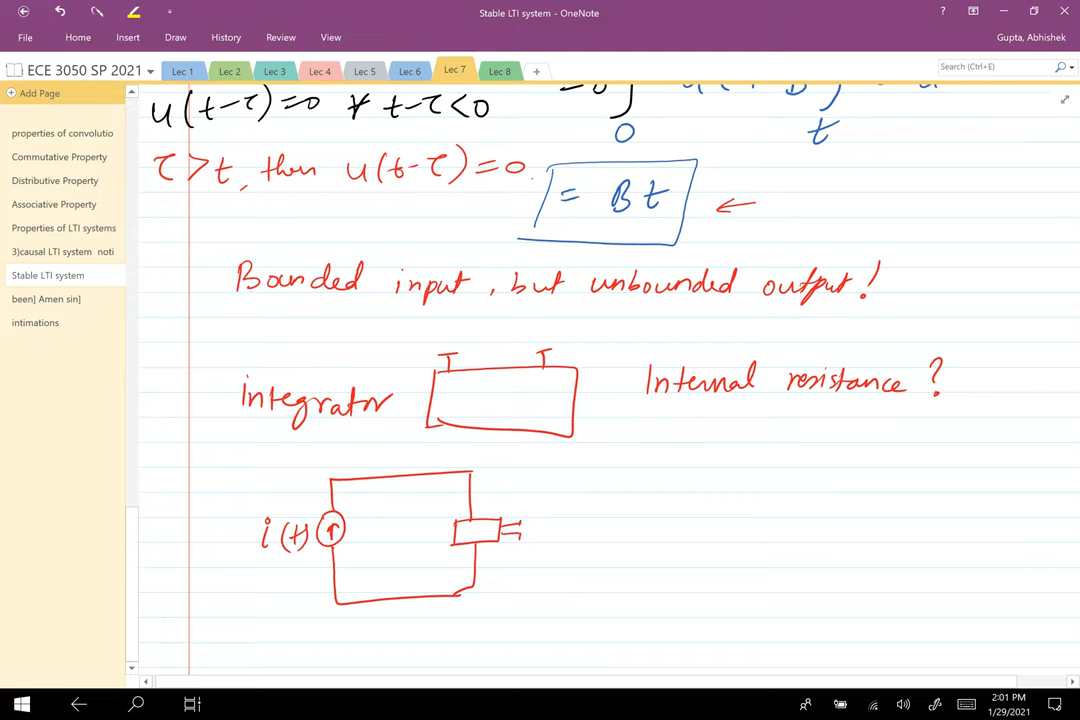 Stable LTI system - OneNote
?
File
Home
Insert
Draw
History
Review
View
Gupta, Abhishek
ECE 3050 SP 2021
Lec 1
Lec 2
Lec 3
Lec 4
Lec 5
Lec 6
Lec 7
Lec 8
+
Search (Ctrl+E)
Add Page
properties of convolutio
Commutative Property
Distributive Property
Associative Property
Properties of LTI systems
3)causal LTI system noti
Stable LTI system
been] Amen sin]
intimations
u(t-τ)=0 ∀ t-τ<0
0
t
τ>t, then u(t-τ)=0.
= Bt ←
Bounded input, but unbounded output!
integrator
Internal resistance?
i(t)
2:01 PM
1/29/2021